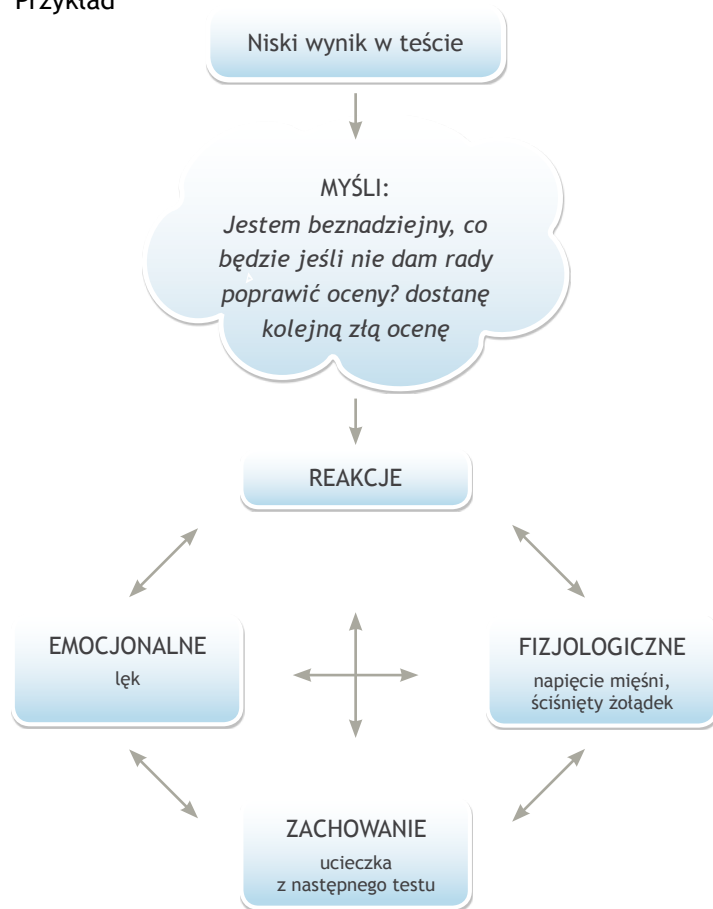 Przykład
Niski wynik w teście
MYŚLI:
Jestem beznadziejny, co
będzie jeśli nie dam rady
poprawić oceny? dostanę
kolejną złą ocenę
REAKCJE
EMOCJONALNE
lęk
FIZJOLOGICZNE
napięcie mięśni,
ściśnięty żołądek
ZACHOWANIE
ucieczka
z następnego testu